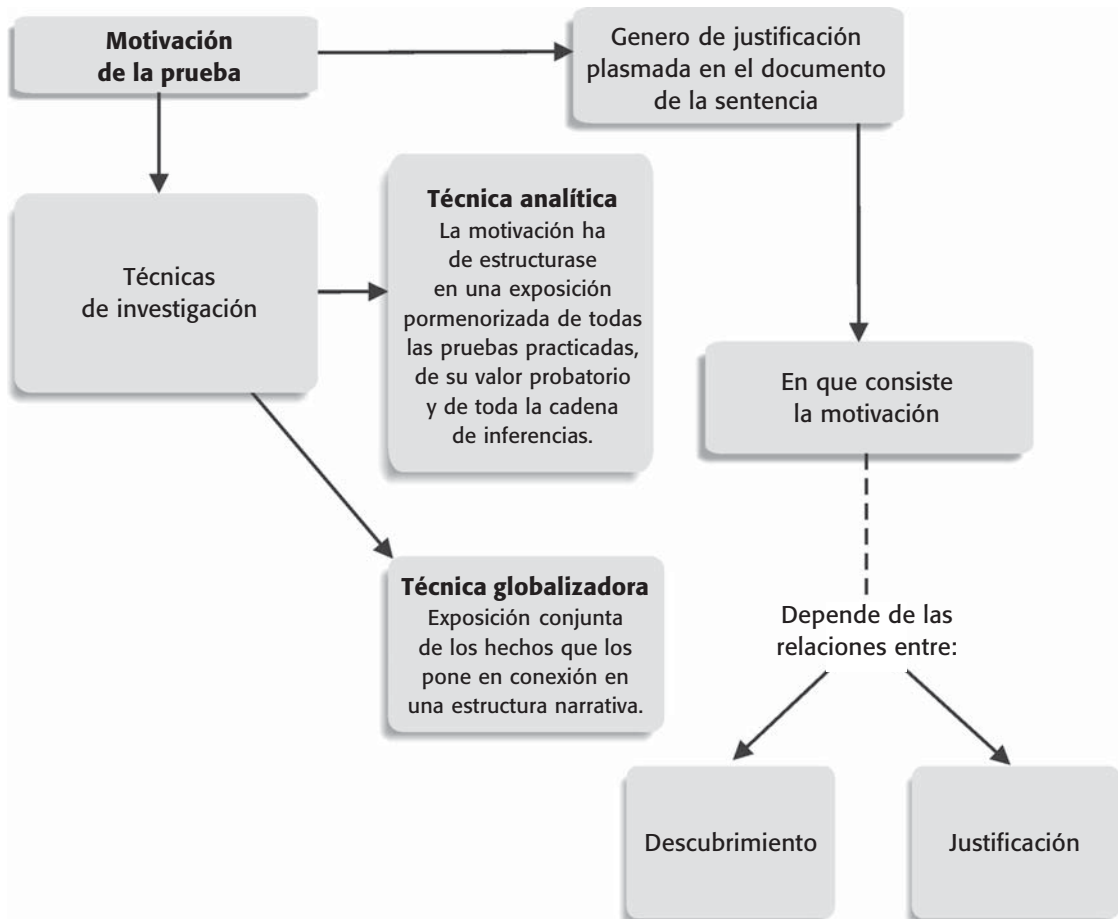 Motivación
de la prueba
Genero de justificación
plasmada en el documento
de la sentencia
Técnicas
de investigación
Técnica analítica
La motivación ha
de estructurase
en una exposición
pormenorizada de todas
las pruebas practicadas,
de su valor probatorio
y de toda la cadena
de inferencias.
En que consiste
la motivación
Técnica globalizadora
Exposición conjunta
de los hechos que los
pone en conexión en
una estructura narrativa.
Depende de las
relaciones entre:
Descubrimiento
Justificación